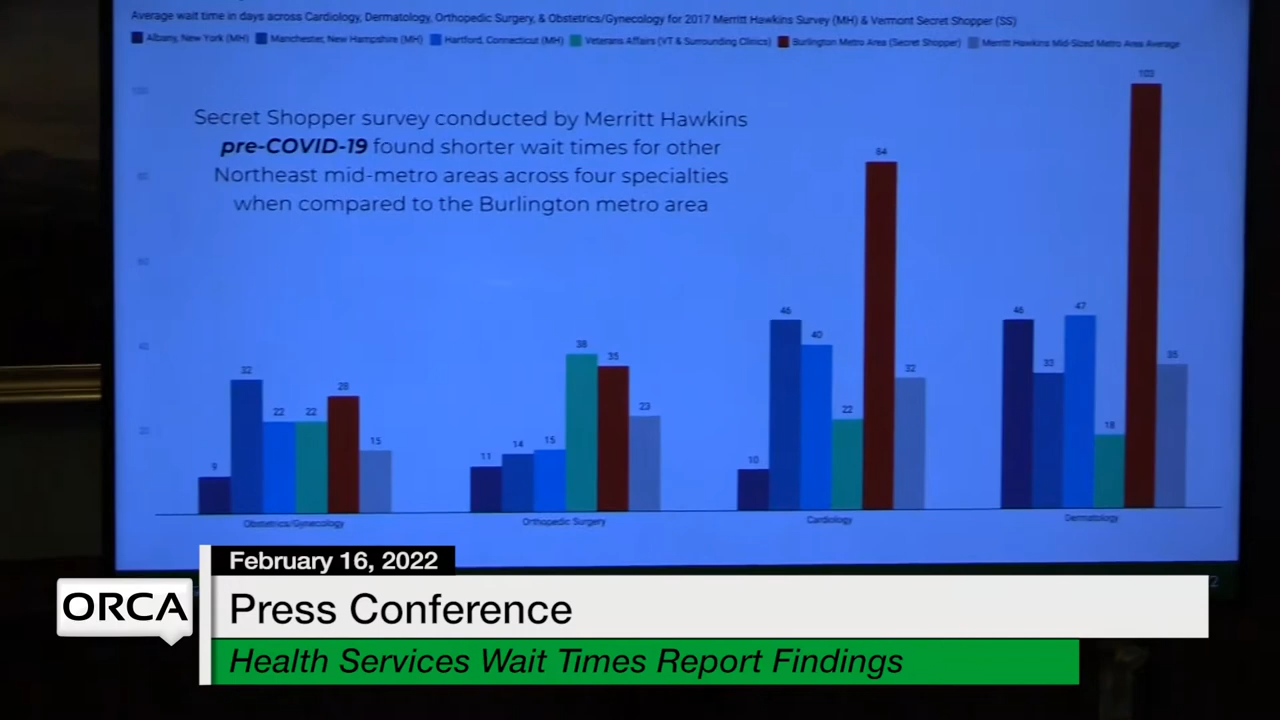 Average wait time in days across Cardiology, Dermatology, Orthopedic Surgery, & Obstetrics/Gynecology for 2017 Merritt Hawkins Survey (MH) & Vermont Secret Shopper (SS)
Albany, New York (MH) Manchester, New Hampshire (MH) Hartford, Connecticut (MH) Veterans Affairs (VT & Surrounding Clinics) Burlington Metro Area (Secret Shopper) Merritt Hawkins Mid-Sized Metro Area Average
Secret Shopper survey conducted by Merritt Hawkins
pre-COVID-19 found shorter wait times for other
Northeast mid-metro areas across four specialties
when compared to the Burlington metro area
100
80
60
40
20
9 32 22 22 28 15
11 14 15 38 35 23
10 46 40 22 84 32
46 33 47 18 103 35
Obstetrics/Gynecology Orthopedic Surgery Cardiology Dermatology
February 16, 2022
ORCA
Press Conference
Health Services Wait Times Report Findings